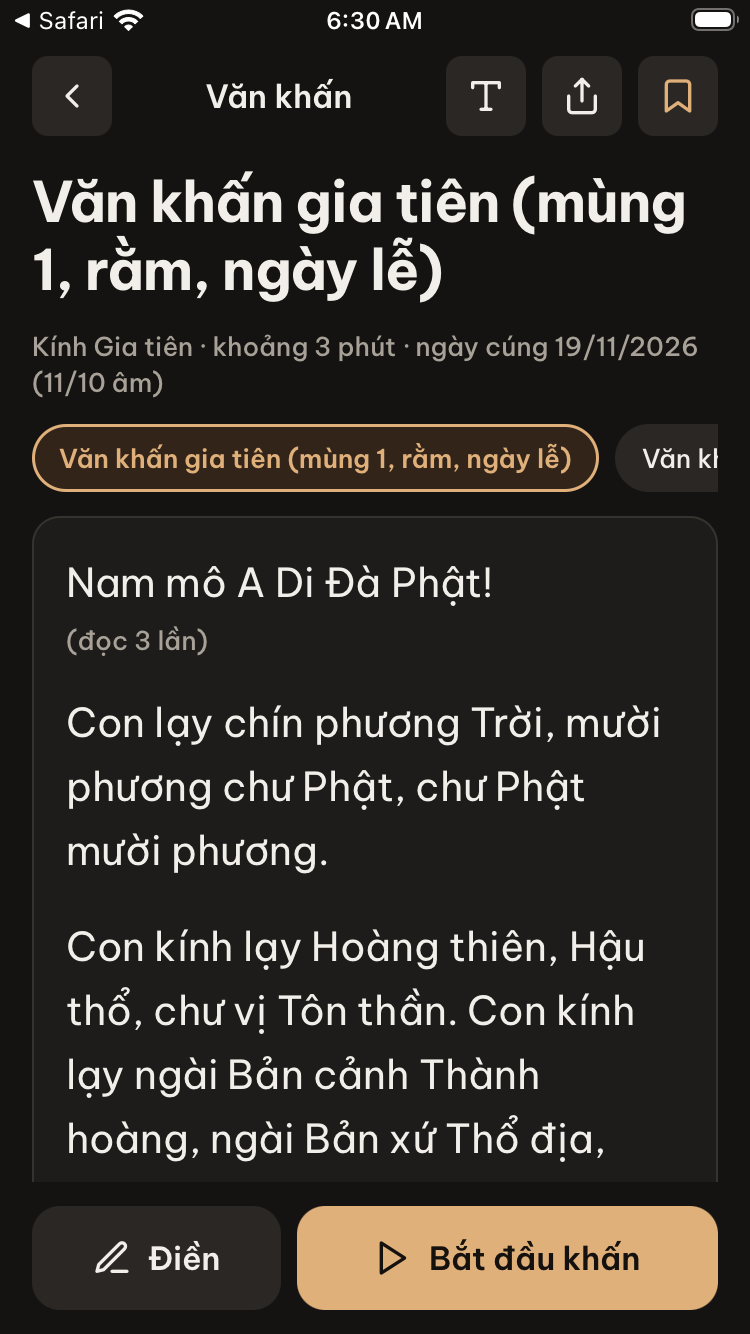 Safari
6:30 AM
Văn khấn
Văn khấn gia tiên (mùng
1, rằm, ngày lễ)
Kính Gia tiên · khoảng 3 phút · ngày cúng 19/11/2026
(11/10 âm)
Văn khấn gia tiên (mùng 1, rằm, ngày lễ)
Văn
Nam mô A Di Đà Phật!
(đọc 3 lần)
Con lạy chín phương Trời, mười
phương chư Phật, chư Phật
mười phương.
Con kính lạy Hoàng thiên, Hậu
thổ, chư vị Tôn thần. Con kính
lạy ngài Bản cảnh Thành
hoàng, ngài Bản xứ Thổ địa,
Điền
Bắt đầu khấn